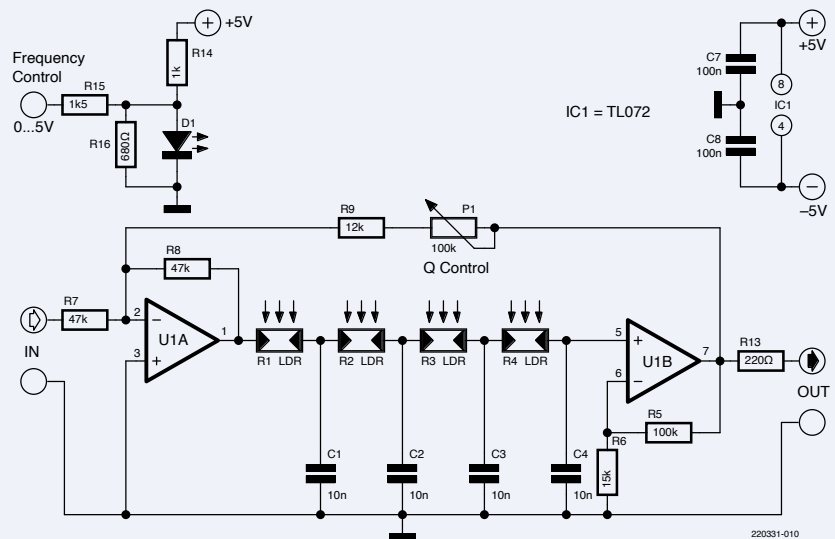 +5V
R14
1k
Frequency
Control
R15
1k5
0...5V
R16
680Ω
D1
+5V
C7
100n
8
IC1
4
IC1 = TL072
C8
100n
–5V
R9
12k
P1
100k
Q Control
R8
47k
R7
47k
IN
2
–
3
+
U1A
1
R1 LDR
R2 LDR
R3 LDR
R4 LDR
5
+
6
–
U1B
7
R13
220Ω
OUT
R5
100k
R6
15k
C1
10n
C2
10n
C3
10n
C4
10n
220331-010